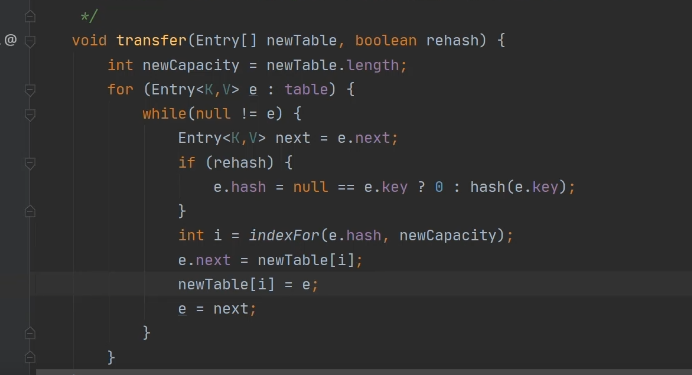 */
void transfer(Entry[] newTable, boolean rehash) {
int newCapacity = newTable.length;
for (Entry<K,V> e : table) {
while(null != e) {
Entry<K,V> next = e.next;
if (rehash) {
e.hash = null == e.key ? 0 : hash(e.key);
}
int i = indexFor(e.hash, newCapacity);
e.next = newTable[i];
newTable[i] = e;
e = next;
}
}